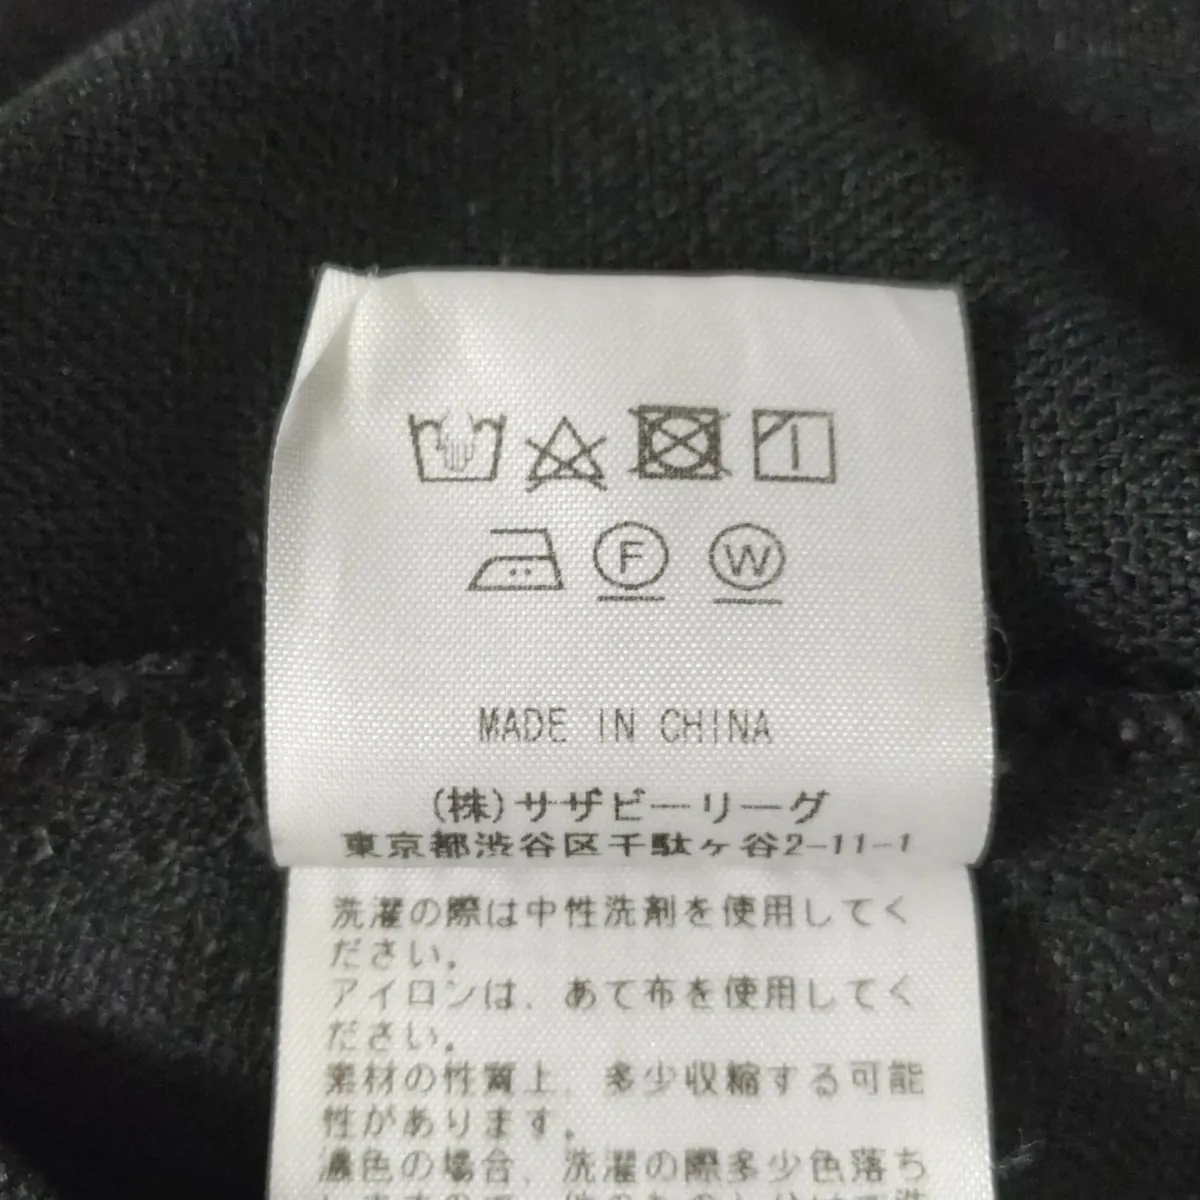 F W
MADE IN CHINA
(株)サザビーリーグ
東京都渋谷区千駄ヶ谷2-11-1
洗濯の際は中性洗剤を使用してく
ださい。
アイロンは、あて布を使用してく
ださい。
素材の性質上、多少収縮する可能
性があります。
濃色の場合、洗濯の際多少色落ち